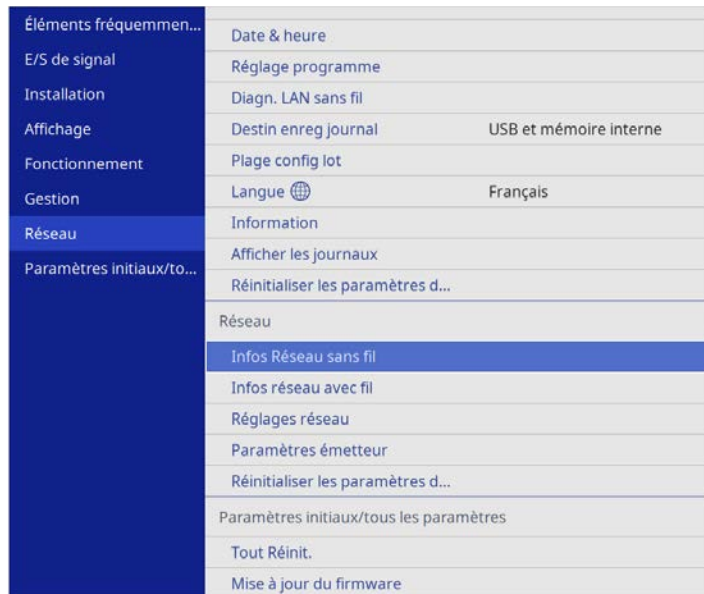 Éléments fréquemmen...
E/S de signal
Installation
Affichage
Fonctionnement
Gestion
Réseau
Paramètres initiaux/to...
Date & heure
Réglage programme
Diagn. LAN sans fil
Destin enreg journal USB et mémoire interne
Plage config lot
Langue Français
Information
Afficher les journaux
Réinitialiser les paramètres d...
Réseau
Infos Réseau sans fil
Infos réseau avec fil
Réglages réseau
Paramètres émetteur
Réinitialiser les paramètres d...
Paramètres initiaux/tous les paramètres
Tout Réinit.
Mise à jour du firmware